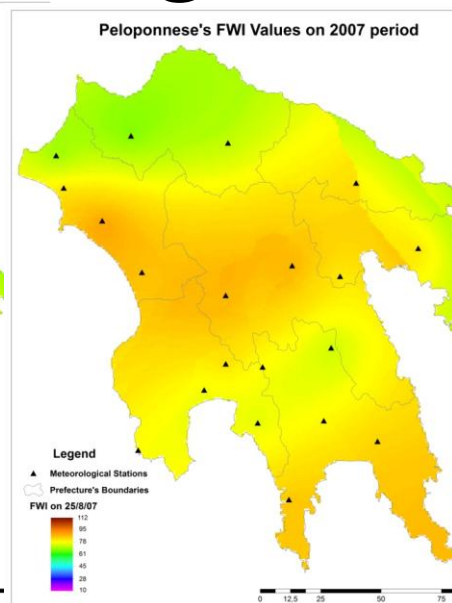 Peloponnese's FWI Values on 2007 period
Legend
Meteorological Stations
Prefecture's Boundaries
FWI on 25/8/07
112
95
78
61
45
28
10
0 12,5 25 50 75